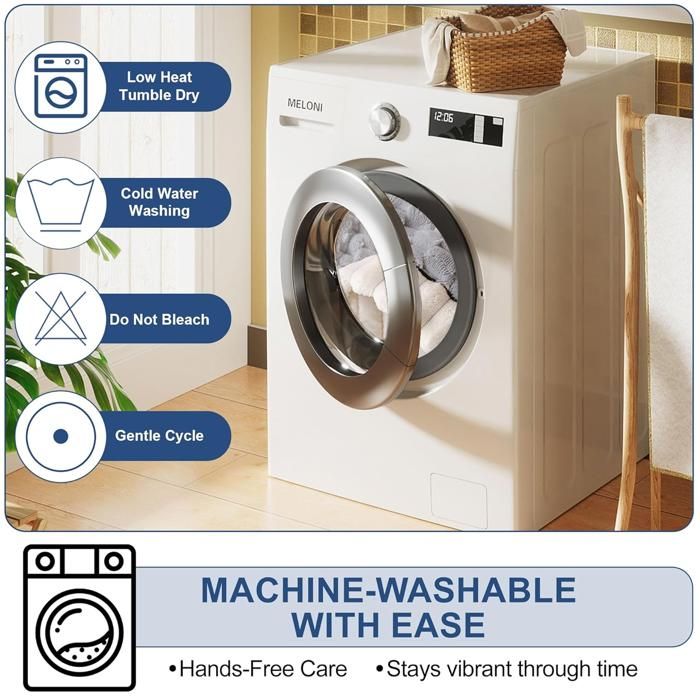 Low Heat
Tumble Dry
MELONI
12:06
Cold Water
Washing
Do Not Bleach
Gentle Cycle
MACHINE-WASHABLE
WITH EASE
•Hands-Free Care •Stays vibrant through time